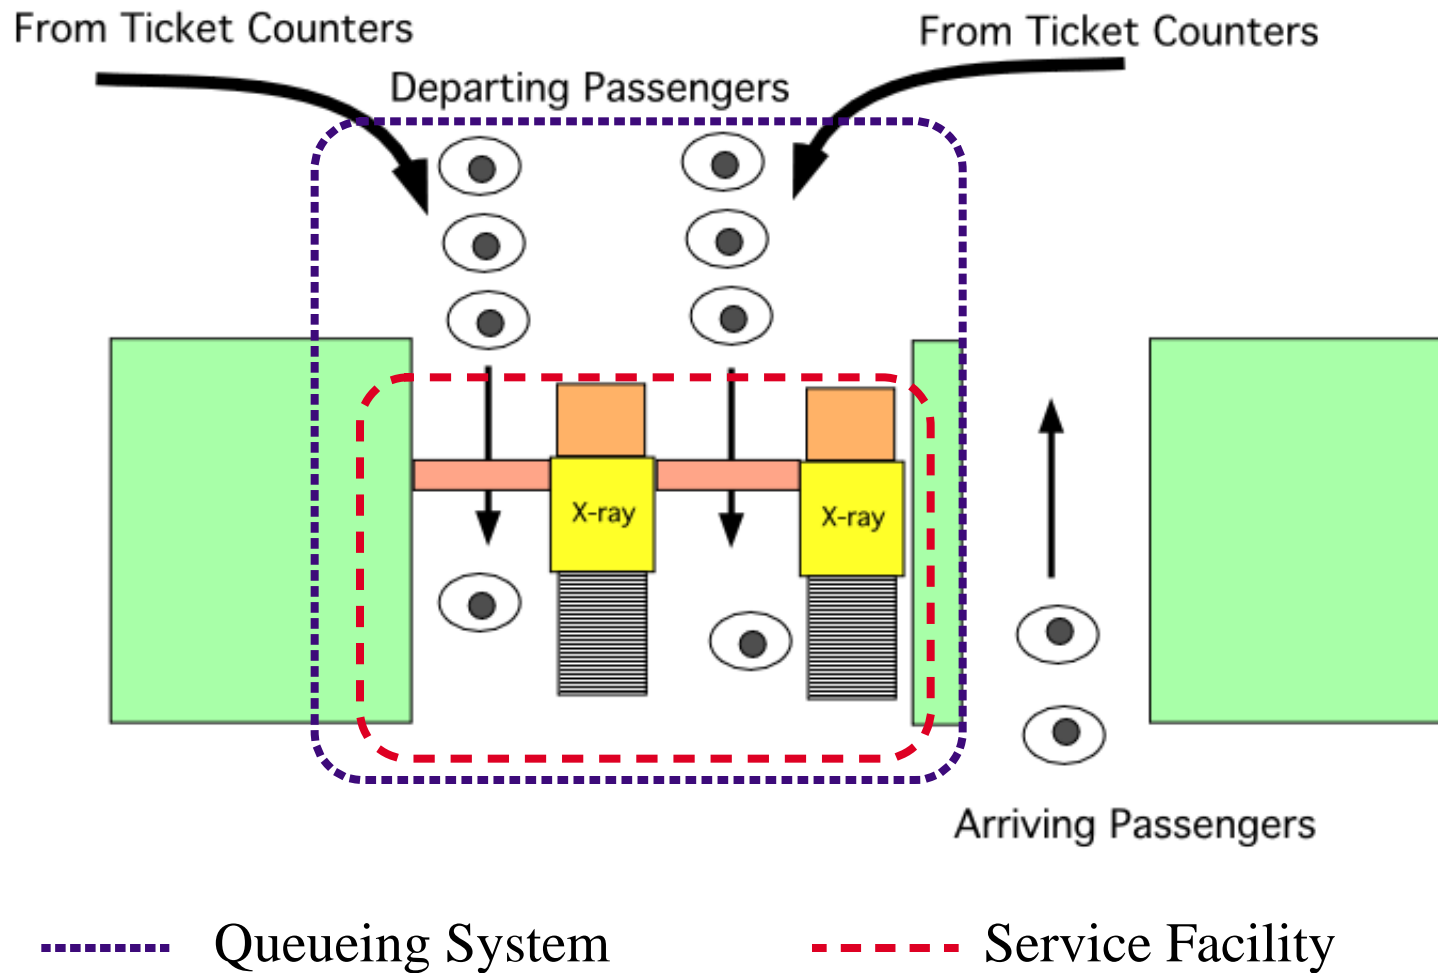 From Ticket Counters
From Ticket Counters
Departing Passengers
X-ray
X-ray
Arriving Passengers
Queueing System
Service Facility